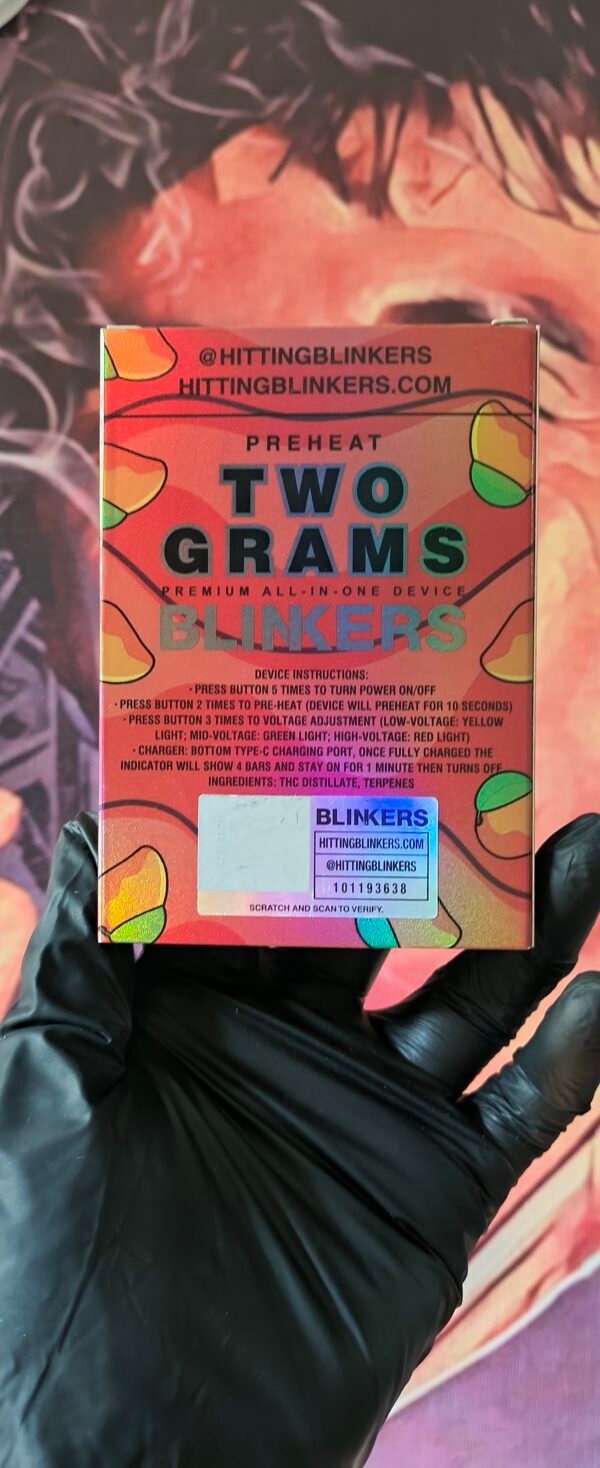 @HITTINGBLINKERS
HITTINGBLINKERS.COM
PREHEAT
TWO
GRAMS
PREMIUM ALL-IN-ONE DEVICE
BLINKERS
DEVICE INSTRUCTIONS:
· PRESS BUTTON 5 TIMES TO TURN POWER ON/OFF
· PRESS BUTTON 2 TIMES TO PRE-HEAT (DEVICE WILL PREHEAT FOR 10 SECONDS)
· PRESS BUTTON 3 TIMES TO VOLTAGE ADJUSTMENT (LOW-VOLTAGE: YELLOW
LIGHT; MID-VOLTAGE: GREEN LIGHT; HIGH-VOLTAGE: RED LIGHT)
· CHARGER: BOTTOM TYPE-C CHARGING PORT, ONCE FULLY CHARGED THE
INDICATOR WILL SHOW 4 BARS AND STAY ON FOR 1 MINUTE THEN TURNS OFF
INGREDIENTS: THC DISTILLATE, TERPENES
BLINKERS
HITTINGBLINKERS.COM
@HITTINGBLINKERS
101193638
SCRATCH AND SCAN TO VERIFY.